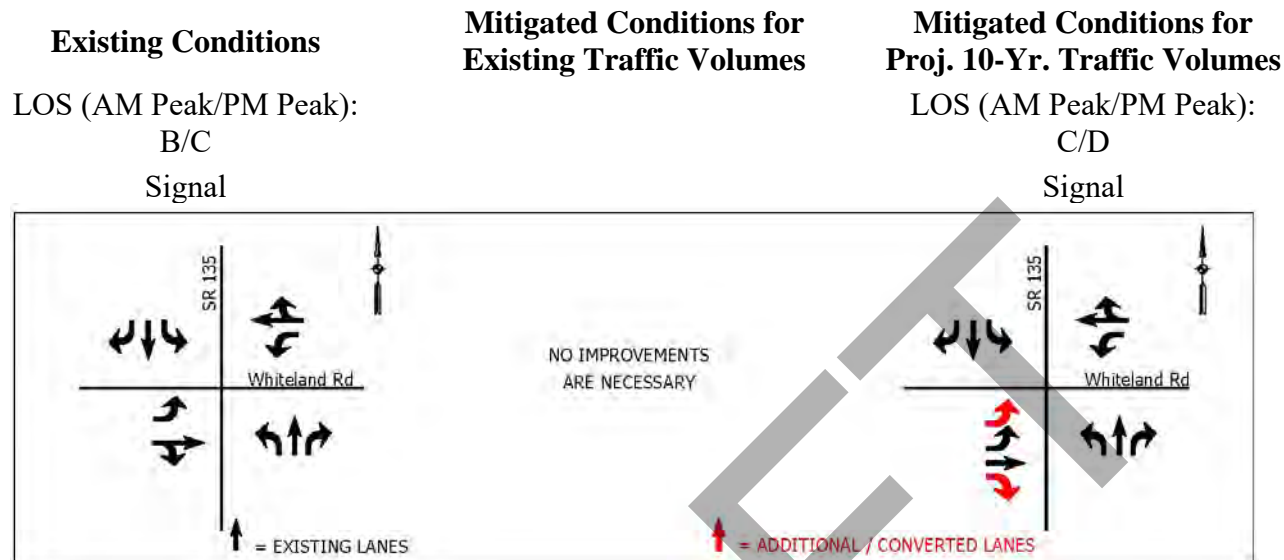 Existing Conditions
LOS (AM Peak/PM Peak):
B/C
Signal
Mitigated Conditions for
Existing Traffic Volumes
Mitigated Conditions for
Proj. 10-Yr. Traffic Volumes
LOS (AM Peak/PM Peak):
C/D
Signal
SR 135
Whiteland Rd
= EXISTING LANES
NO IMPROVEMENTS
ARE NECESSARY
SR 135
Whiteland Rd
= ADDITIONAL / CONVERTED LANES